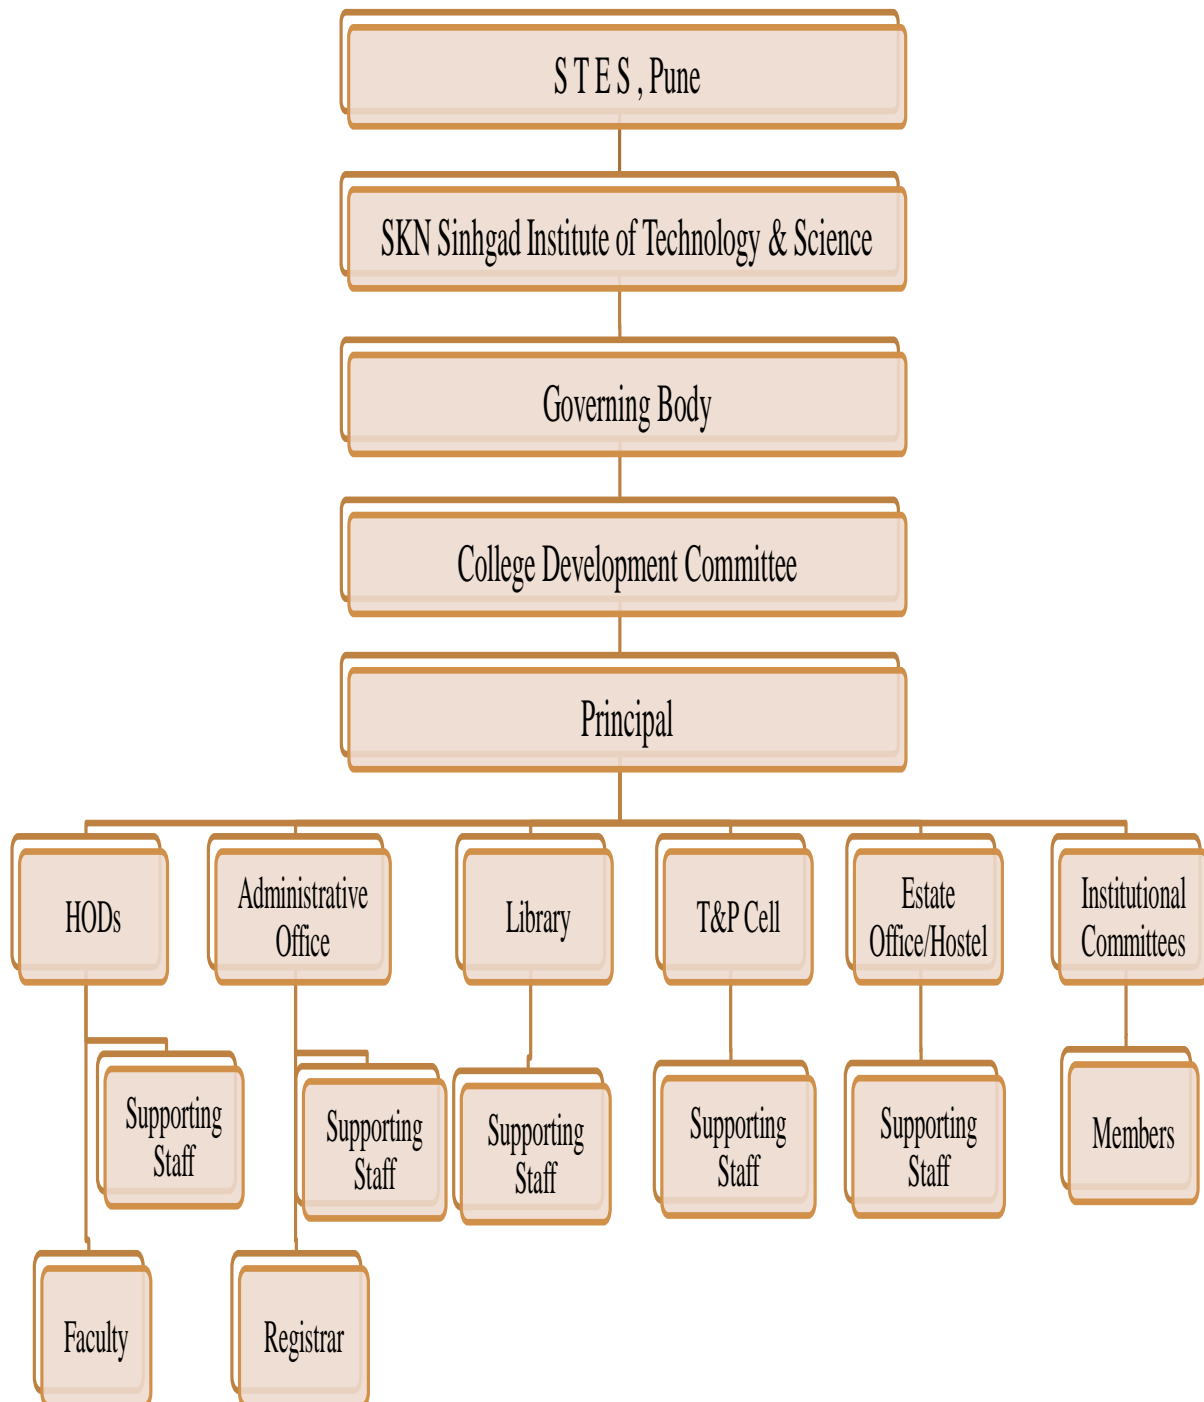 S T E S , Pune
SKN Sinhgad Institute of Technology & Science
Governing Body
College Development Committee
Principal
HODs
Administrative
Office
Library
T&P Cell
Estate
Office/Hostel
Institutional
Committees
Supporting
Staff
Supporting
Staff
Supporting
Staff
Supporting
Staff
Supporting
Staff
Members
Faculty
Registrar